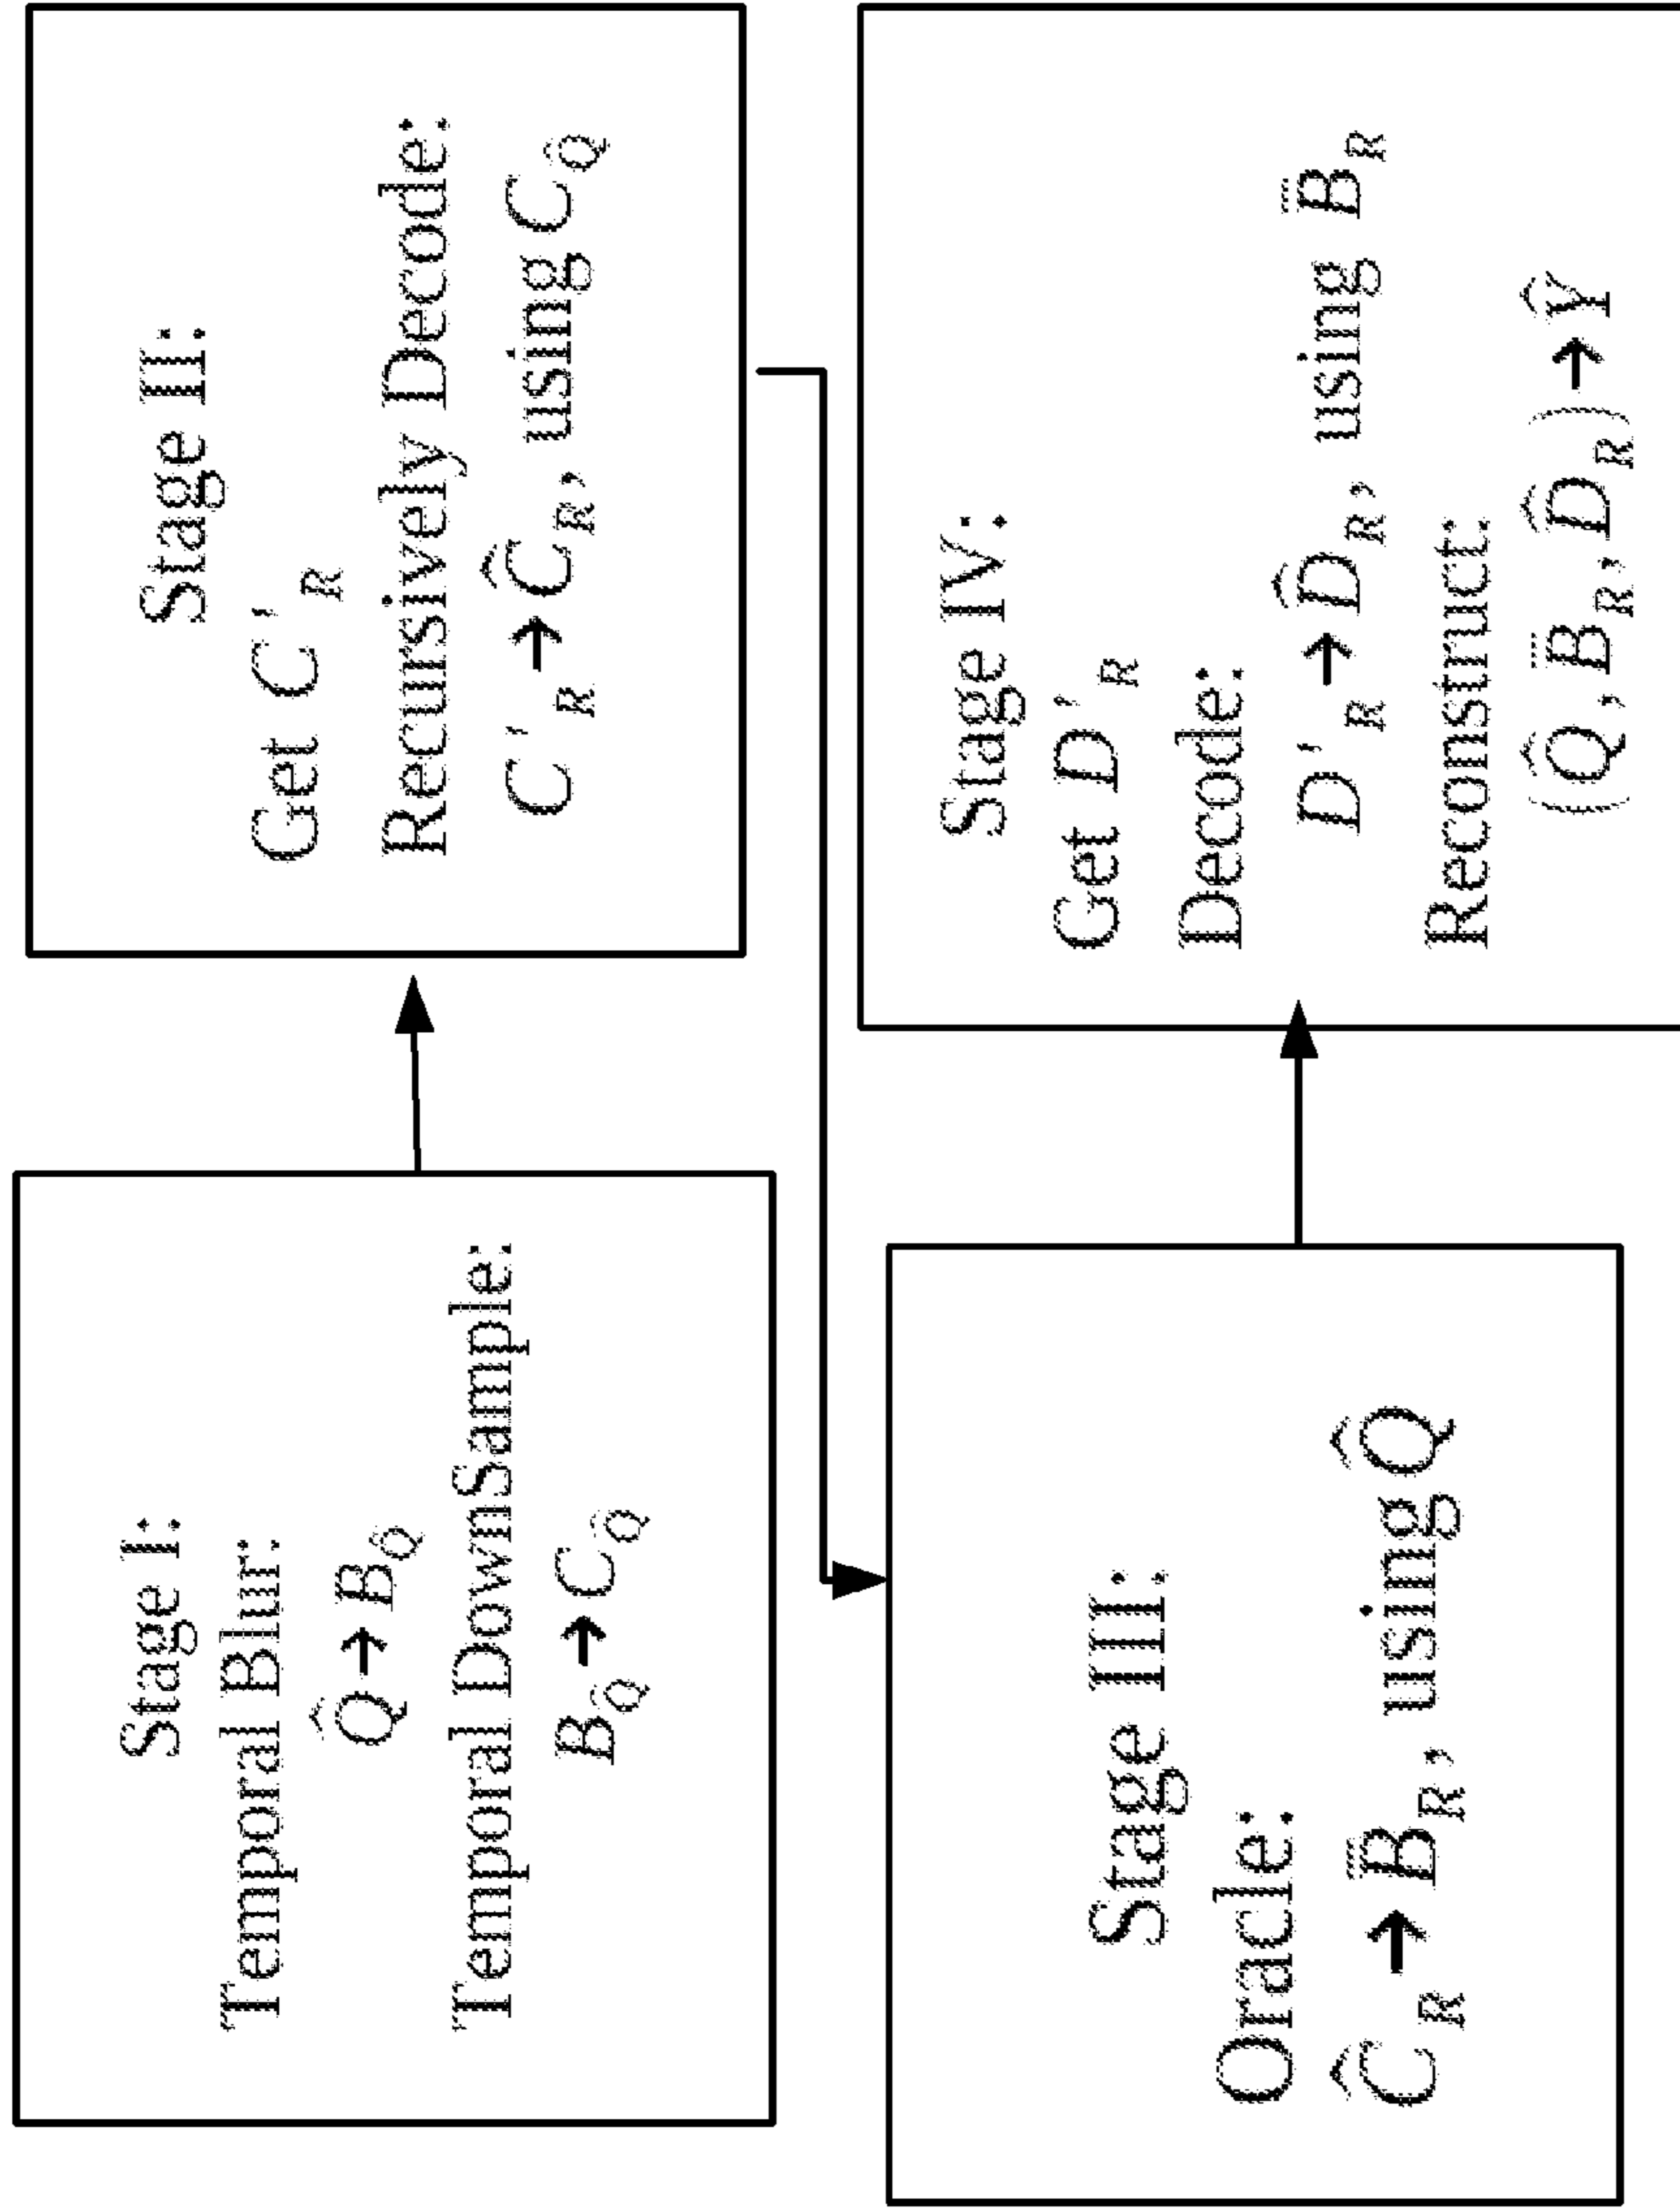 Stage I:
Temporal Blur:
Q̂ → B_Q̂
Temporal DownSample:
B_Q̂ → C_Q̂
Stage II:
Get C'_R
Recursively Decode:
C'_R → Ĉ_R, using C_Q̂
Stage III:
Oracle:
Ĉ_R → B̅_R, using Q̂
Stage IV:
Get D'_R
Decode:
D'_R → D̂_R, using B̅_R
Reconstruct:
(Q̂, B̅_R, D̂_R) → Ŷ